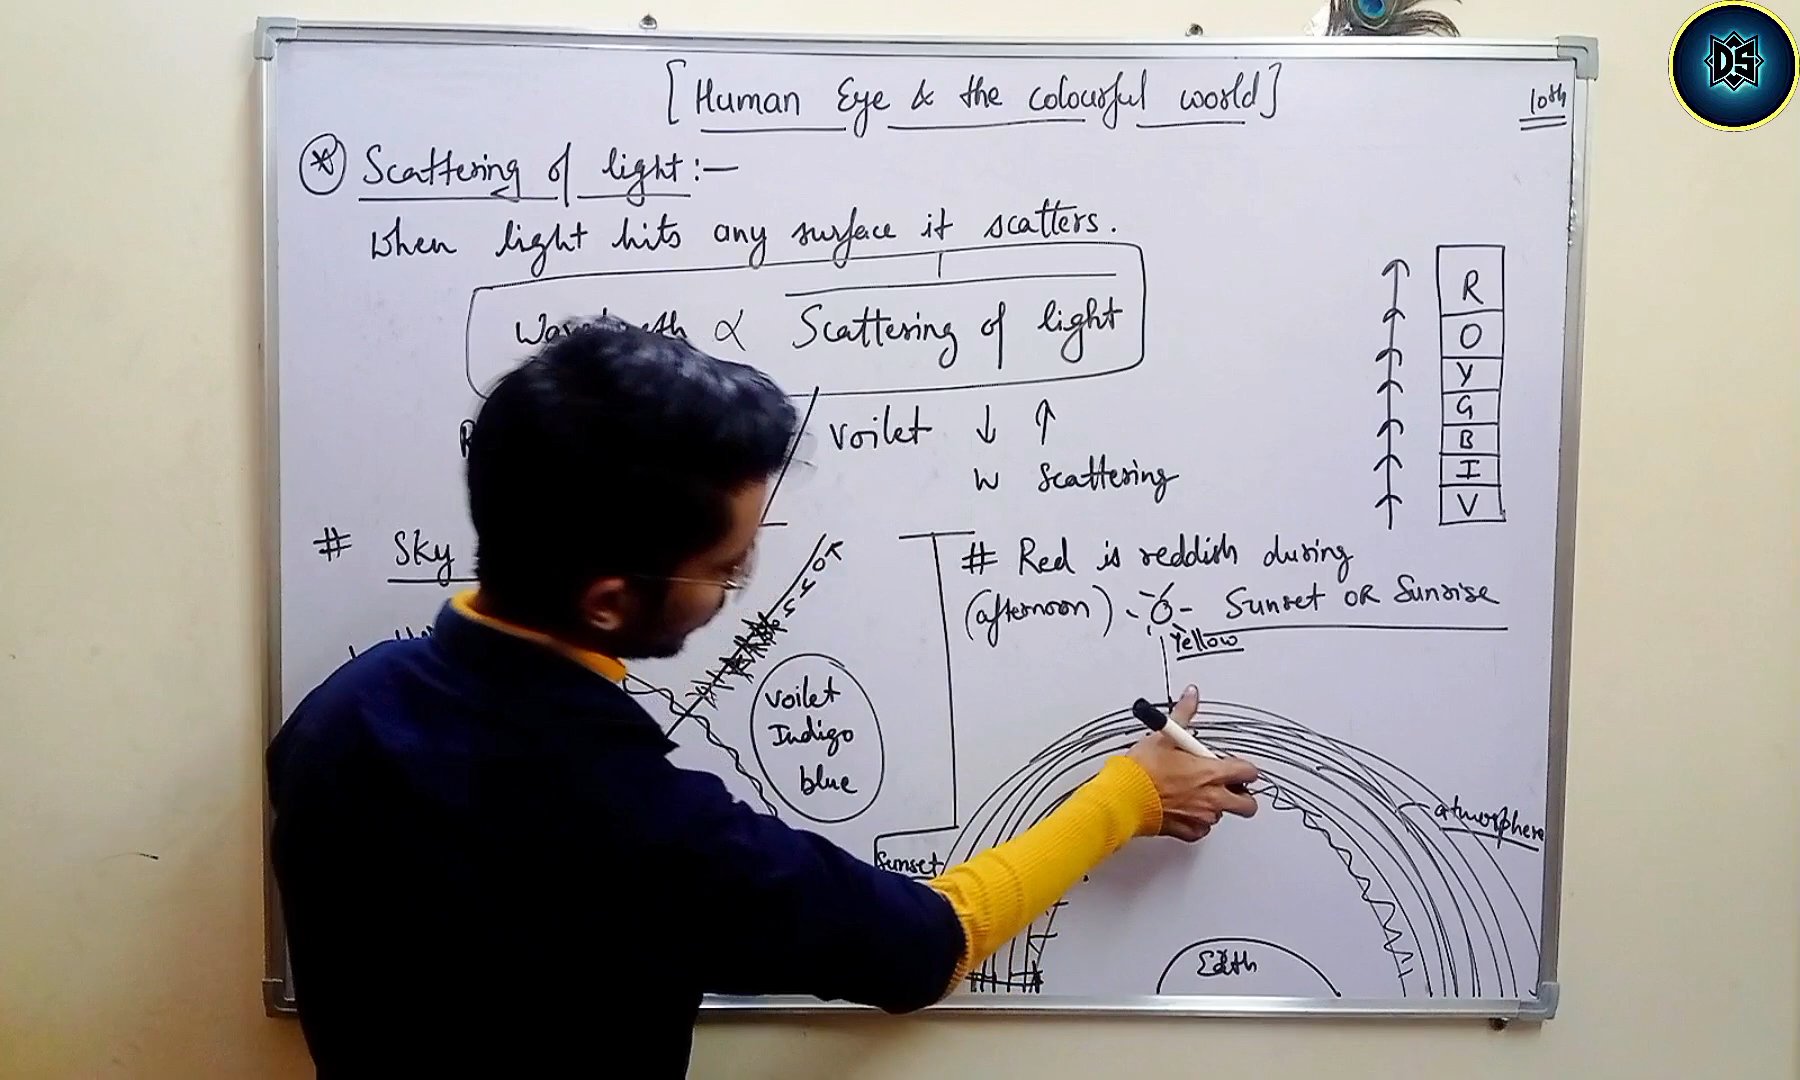 [Human Eye & the colourful world]
10th
* Scattering of light :-
When light hits any surface it scatters.
∝ Scattering of light
Voilet ↓ ↑
W Scattering
R
O
Y
G
B
I
V
# Sky
Voilet
Indigo
blue
# Red is reddish during
(afternoon) Sunset OR Sunrise
Yellow
atmosphere
Sunset
Earth
DS